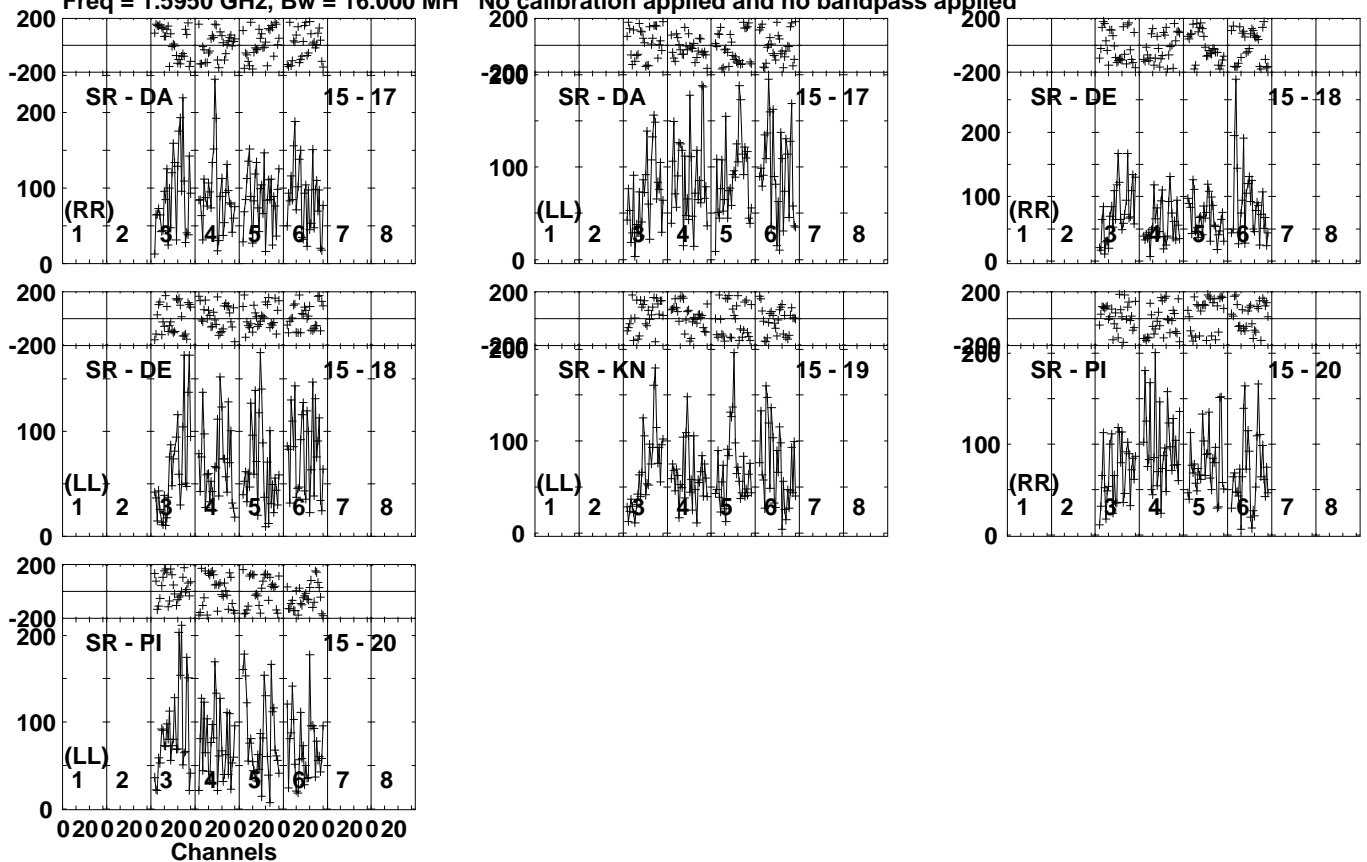 Freq = 1.5950 GHz, Bw = 16.000 MH No calibration applied and no bandpass applied
200
-200
SR - DA 15 - 17
200
100
0
(RR)
1 2 3 4 5 6 7 8
200
-200
SR - DA 15 - 17
200
100
0
(LL)
1 2 3 4 5 6 7 8
200
-200
SR - DE 15 - 18
200
100
0
(RR)
1 2 3 4 5 6 7 8
200
-200
SR - DE 15 - 18
100
0
(LL)
1 2 3 4 5 6 7 8
200
-200
SR - KN 15 - 19
200
100
0
(LL)
1 2 3 4 5 6 7 8
200
-200
SR - PI 15 - 20
200
100
0
(RR)
1 2 3 4 5 6 7 8
200
-200
SR - PI 15 - 20
200
100
0
(LL)
1 2 3 4 5 6 7 8
0 20 0 20 0 20 0 20 0 20 0 20 0 20 0 20
Channels